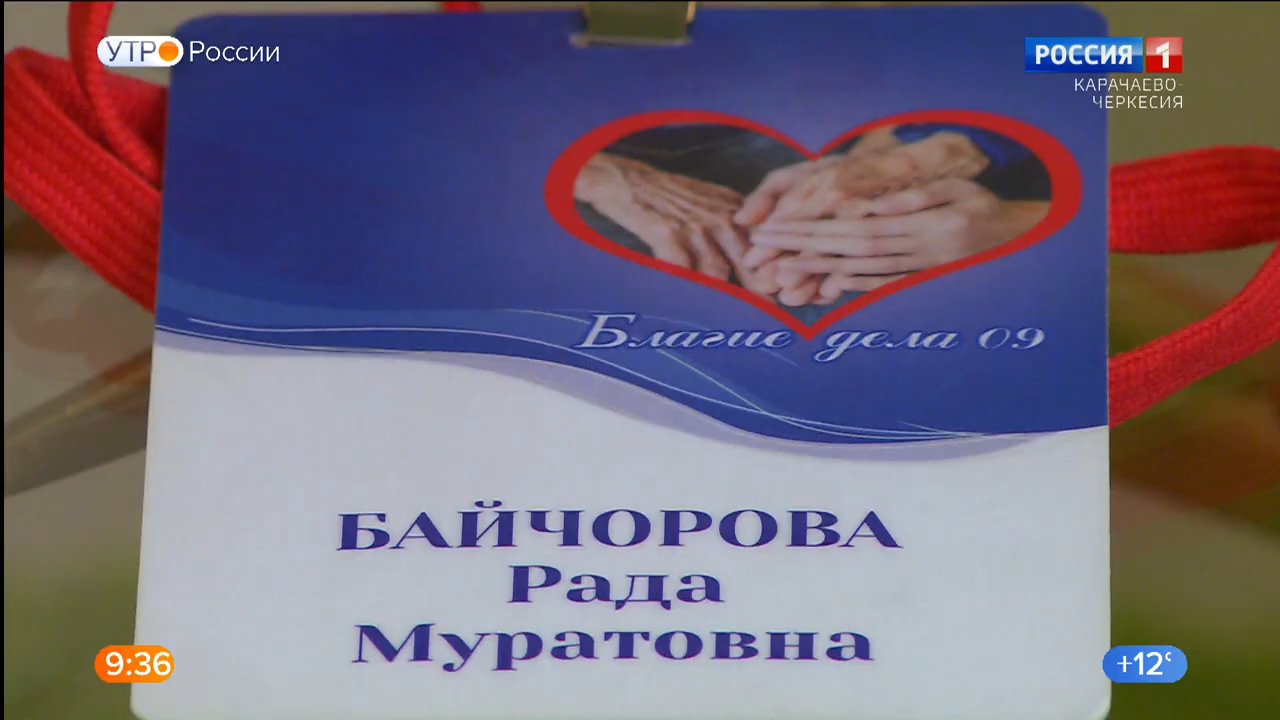 УТРО России
РОССИЯ 1
КАРАЧАЕВО-
ЧЕРКЕСИЯ
Благие дела 09
БАЙЧОРОВА
Рада
Муратовна
9:36
+12°